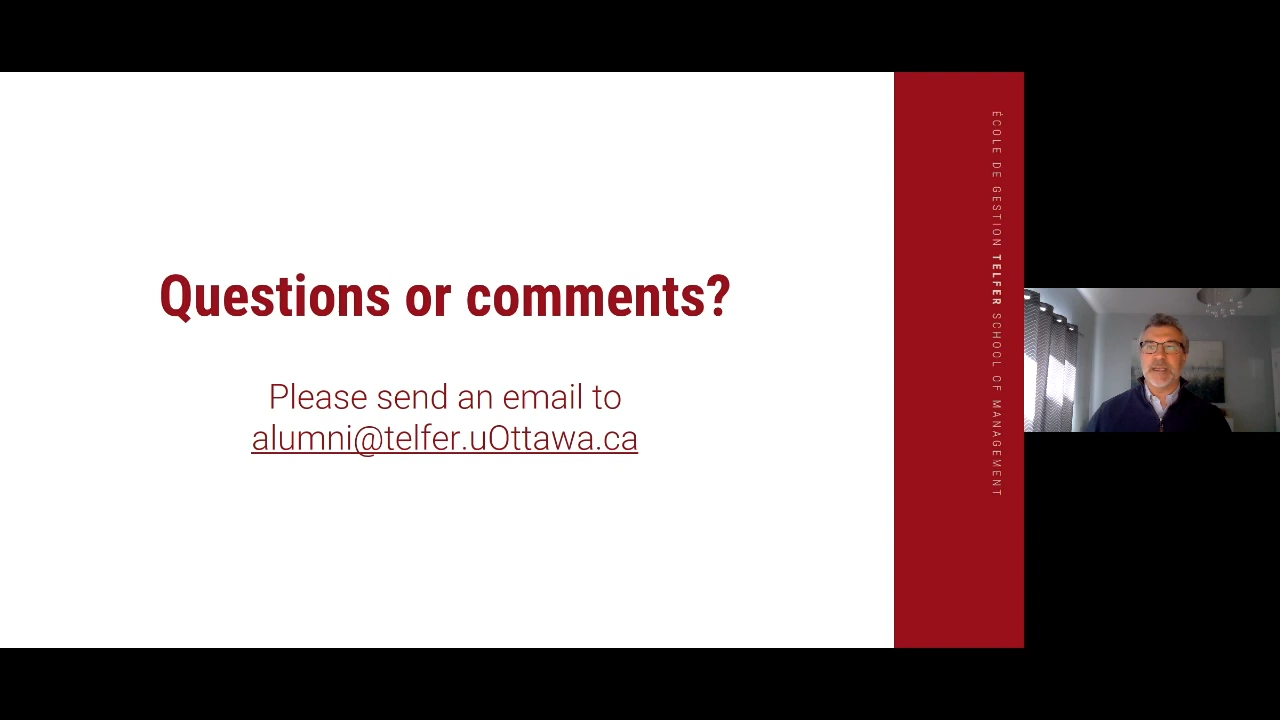 Questions or comments?
Please send an email to
alumni@telfer.uOttawa.ca
ÉCOLE DE GESTION TELFER SCHOOL OF MANAGEMENT